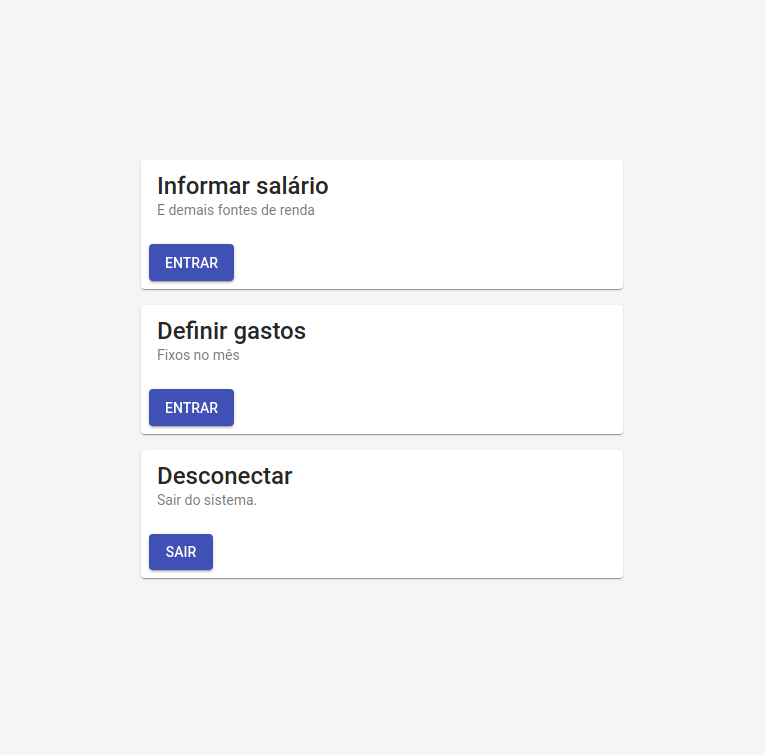 Informar salário
E demais fontes de renda
ENTRAR
Definir gastos
Fixos no mês
ENTRAR
Desconectar
Sair do sistema.
SAIR